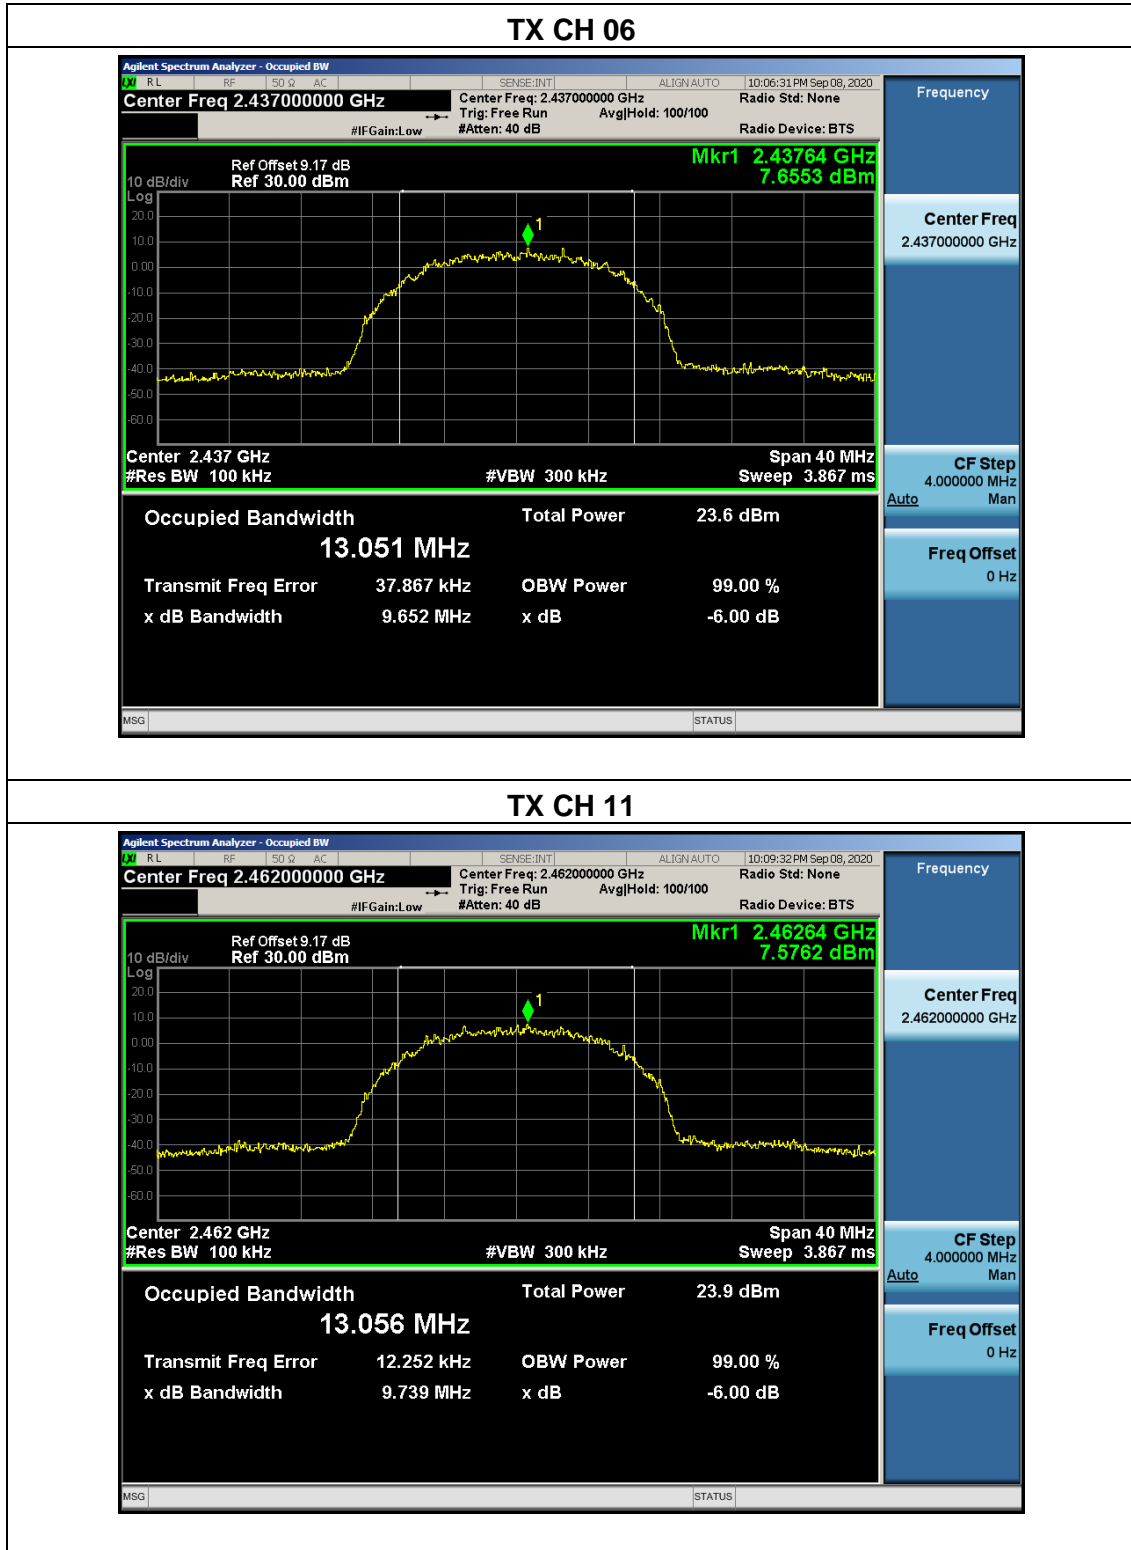 TX CH 06
Agilent Spectrum Analyzer - Occupied BW
LXI RL RF 50 Ω AC SENSE:INT ALIGN AUTO 10:06:31 PM Sep 08, 2020
Center Freq 2.437000000 GHz
Center Freq: 2.437000000 GHz
Radio Std: None
Trig: Free Run Avg|Hold: 100/100
#IFGain:Low #Atten: 40 dB Radio Device: BTS
Frequency
Mkr1 2.43764 GHz
7.6553 dBm
Ref Offset 9.17 dB
10 dB/div Ref 30.00 dBm
Log
20.0
10.0
0.00
-10.0
-20.0
-30.0
-40.0
-50.0
-60.0
1
Center Freq
2.437000000 GHz
Center 2.437 GHz Span 40 MHz
#Res BW 100 kHz #VBW 300 kHz Sweep 3.867 ms
CF Step
4.000000 MHz
Auto Man
Occupied Bandwidth Total Power 23.6 dBm
13.051 MHz
Freq Offset
0 Hz
Transmit Freq Error 37.867 kHz OBW Power 99.00 %
x dB Bandwidth 9.652 MHz x dB -6.00 dB
MSG STATUS
TX CH 11
Agilent Spectrum Analyzer - Occupied BW
LXI RL RF 50 Ω AC SENSE:INT ALIGN AUTO 10:09:32 PM Sep 08, 2020
Center Freq 2.462000000 GHz
Center Freq: 2.462000000 GHz
Radio Std: None
Trig: Free Run Avg|Hold: 100/100
#IFGain:Low #Atten: 40 dB Radio Device: BTS
Frequency
Mkr1 2.46264 GHz
7.5762 dBm
Ref Offset 9.17 dB
10 dB/div Ref 30.00 dBm
Log
20.0
10.0
0.00
-10.0
-20.0
-30.0
-40.0
-50.0
-60.0
1
Center Freq
2.462000000 GHz
Center 2.462 GHz Span 40 MHz
#Res BW 100 kHz #VBW 300 kHz Sweep 3.867 ms
CF Step
4.000000 MHz
Auto Man
Occupied Bandwidth Total Power 23.9 dBm
13.056 MHz
Freq Offset
0 Hz
Transmit Freq Error 12.252 kHz OBW Power 99.00 %
x dB Bandwidth 9.739 MHz x dB -6.00 dB
MSG STATUS